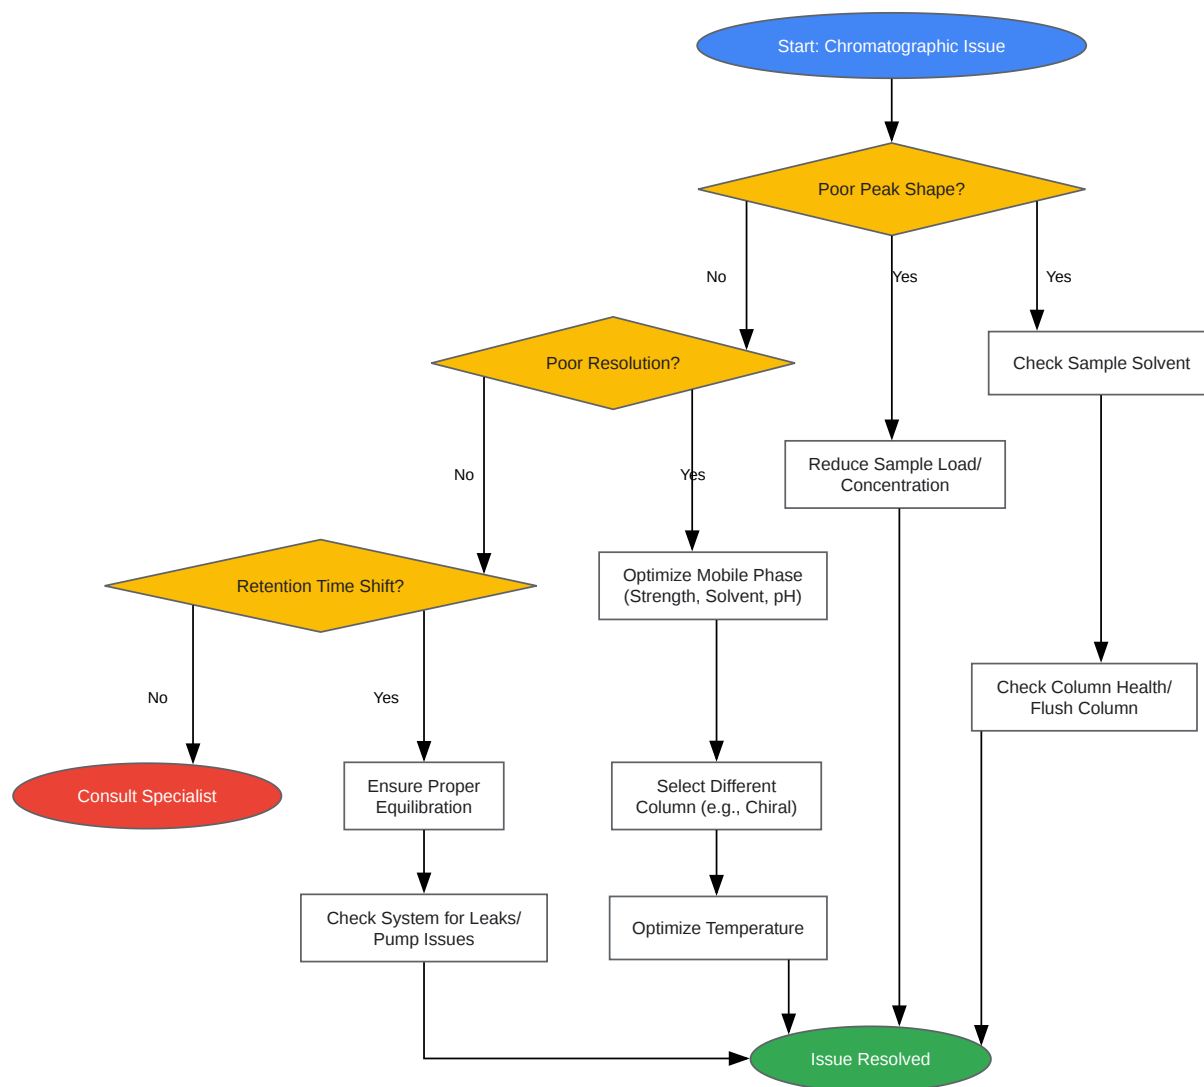 Start: Chromatographic Issue
Poor Peak Shape?
No
Yes
Yes
Poor Resolution?
Check Sample Solvent
No
Yes
Reduce Sample Load/
Concentration
Retention Time Shift?
Optimize Mobile Phase
(Strength, Solvent, pH)
No
Yes
Check Column Health/
Flush Column
Consult Specialist
Ensure Proper
Equilibration
Select Different
Column (e.g., Chiral)
Check System for Leaks/
Pump Issues
Optimize Temperature
Issue Resolved